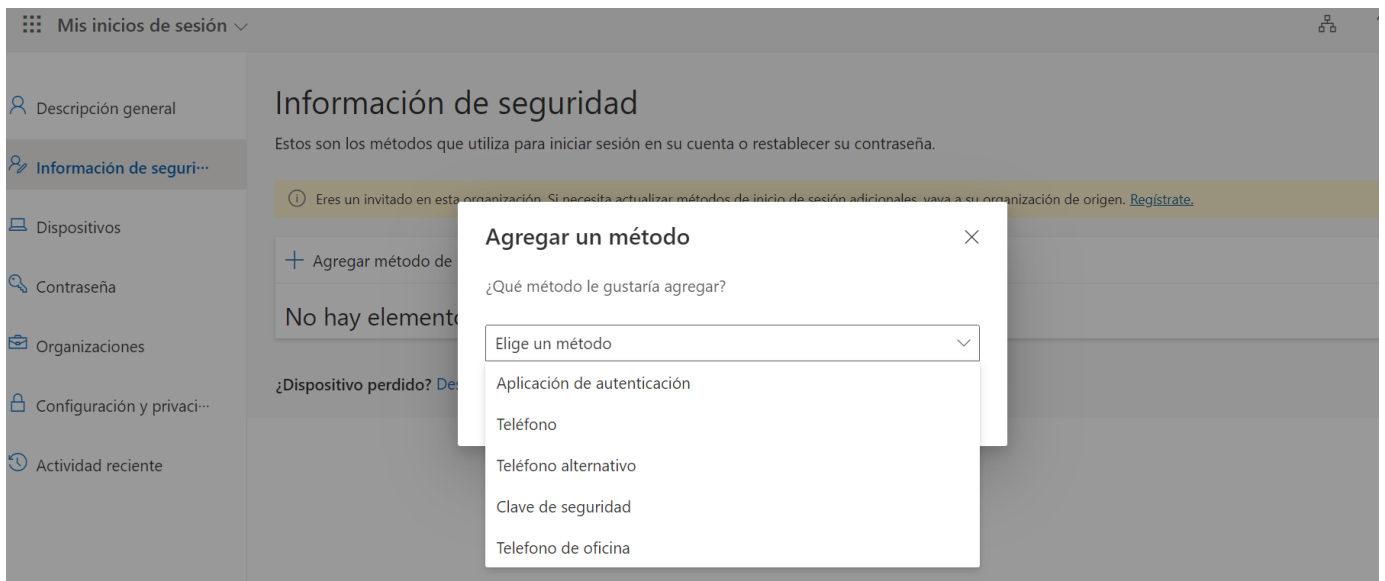 Mis inicios de sesión
Descripción general
Información de seguri...
Dispositivos
Contraseña
Organizaciones
Configuración y privaci...
Actividad reciente
Información de seguridad
Estos son los métodos que utiliza para iniciar sesión en su cuenta o restablecer su contraseña.
Eres un invitado en esta organización. Si necesita actualizar métodos de inicio de sesión adicionales, vaya a su organización de origen. Regístrate.
Agregar método de
No hay elemento
¿Dispositivo perdido? De
Agregar un método
¿Qué método le gustaría agregar?
Elige un método
Aplicación de autenticación
Teléfono
Teléfono alternativo
Clave de seguridad
Telefono de oficina